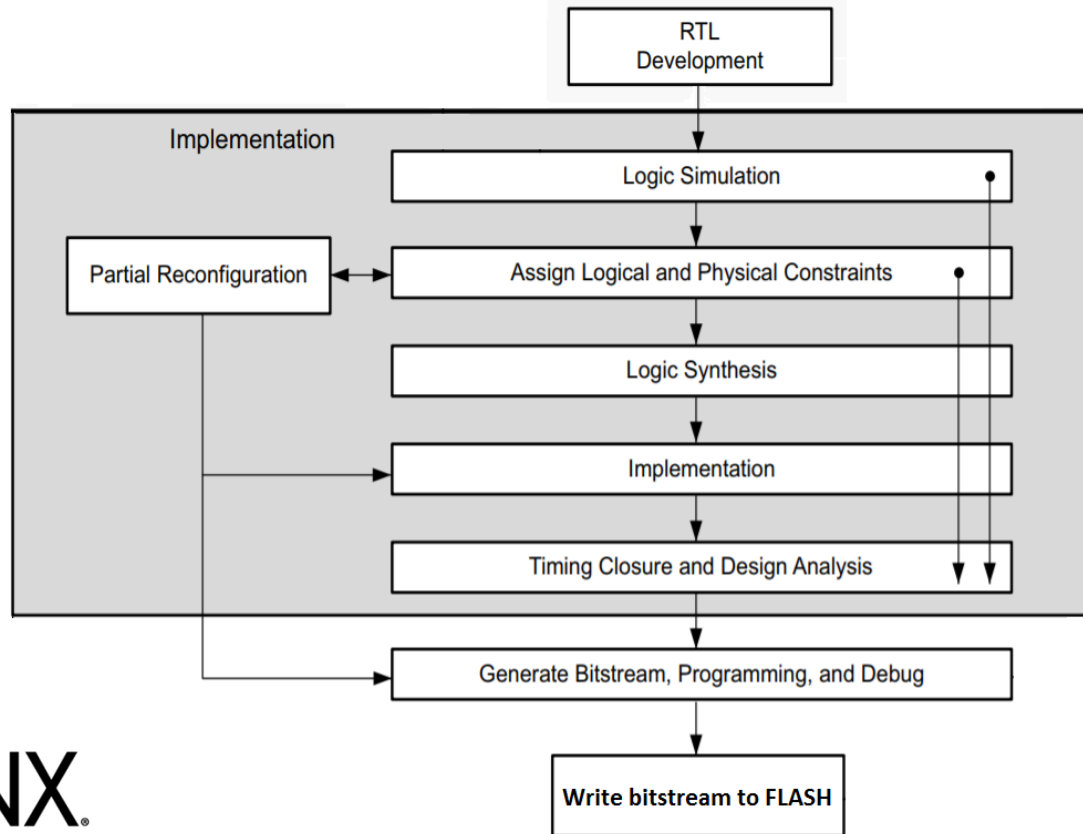 RTL
Development
Implementation
Logic Simulation
Partial Reconfiguration
Assign Logical and Physical Constraints
Logic Synthesis
Implementation
Timing Closure and Design Analysis
Generate Bitstream, Programming, and Debug
Write bitstream to FLASH
NX®